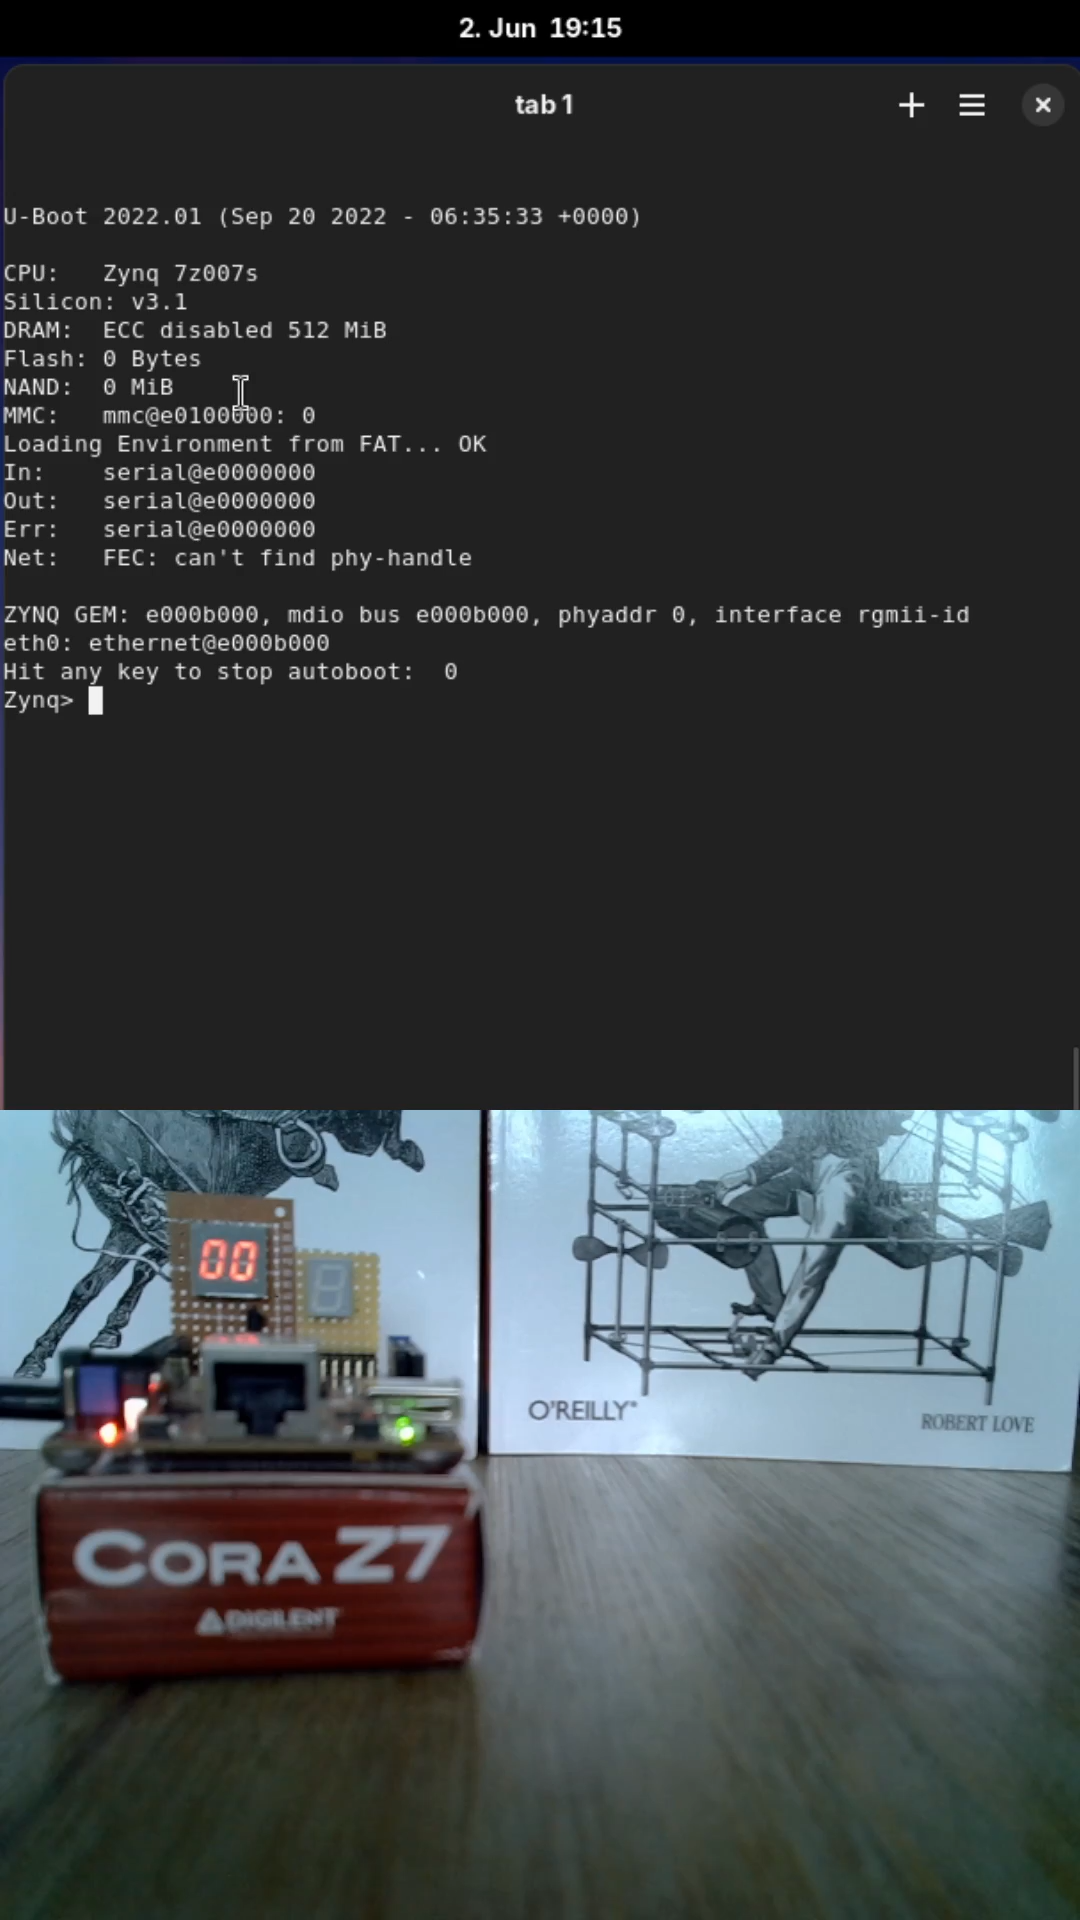 2. Jun 19:15
tab 1
U-Boot 2022.01 (Sep 20 2022 - 06:35:33 +0000)
CPU:   Zynq 7z007s
Silicon: v3.1
DRAM:  ECC disabled 512 MiB
Flash: 0 Bytes
NAND:  0 MiB
MMC:   mmc@e0100000: 0
Loading Environment from FAT... OK
In:    serial@e0000000
Out:   serial@e0000000
Err:   serial@e0000000
Net:   FEC: can't find phy-handle
ZYNQ GEM: e000b000, mdio bus e000b000, phyaddr 0, interface rgmii-id
eth0: ethernet@e000b000
Hit any key to stop autoboot:  0
Zynq>
00
O'REILLY®
ROBERT LOVE
CORA Z7
DIGILENT